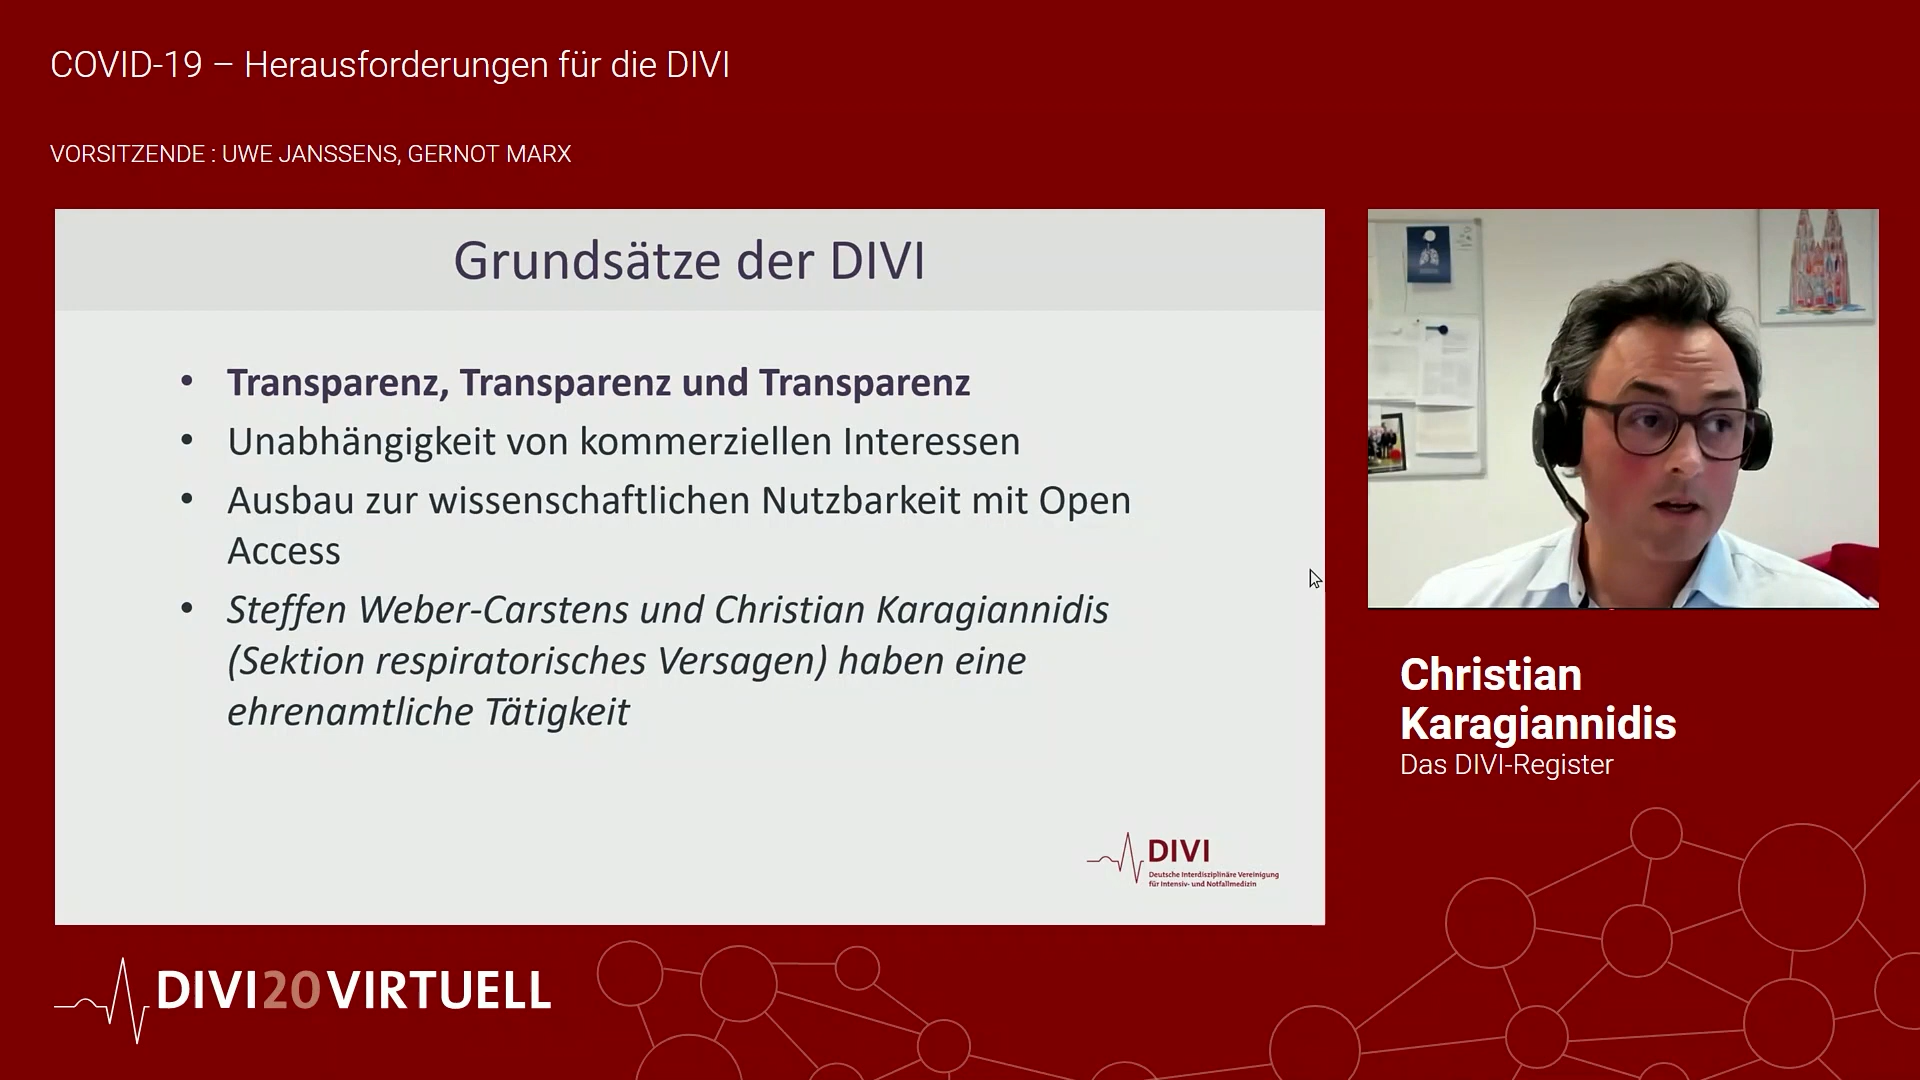 COVID-19 – Herausforderungen für die DIVI
VORSITZENDE : UWE JANSSENS, GERNOT MARX
Grundsätze der DIVI
• Transparenz, Transparenz und Transparenz
• Unabhängigkeit von kommerziellen Interessen
• Ausbau zur wissenschaftlichen Nutzbarkeit mit Open
Access
• Steffen Weber-Carstens und Christian Karagiannidis
(Sektion respiratorisches Versagen) haben eine
ehrenamtliche Tätigkeit
DIVI
Deutsche Interdisziplinäre Vereinigung
für Intensiv- und Notfallmedizin
Christian
Karagiannidis
Das DIVI-Register
DIVI20VIRTUELL